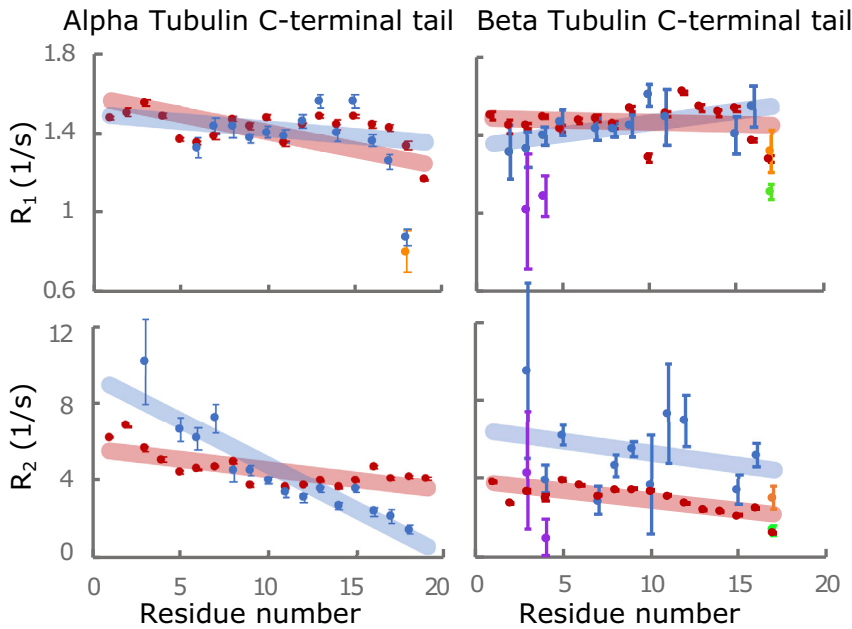 Alpha Tubulin C-terminal tail
Beta Tubulin C-terminal tail
R1 (1/s)
1.8
1.4
1
0.6
R2 (1/s)
12
8
4
0
0 5 10 15 20
0 5 10 15 20
Residue number
Residue number